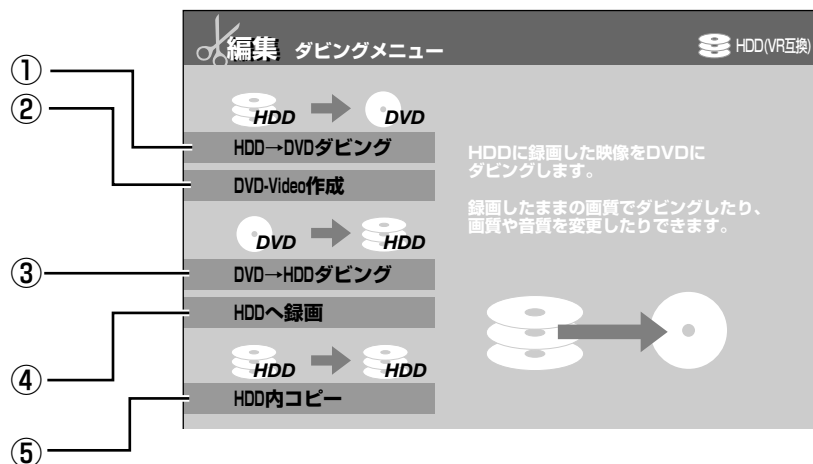 編集 ダビングメニュー
HDD(VR互換)
①
②
HDD DVD
HDD→DVDダビング
DVD-Video作成
DVD HDD
③
DVD→HDDダビング
④
HDDへ録画
HDD HDD
⑤
HDD内コピー
HDDに録画した映像をDVDに
ダビングします。
録画したままの画質でダビングしたり、
画質や音質を変更したりできます。